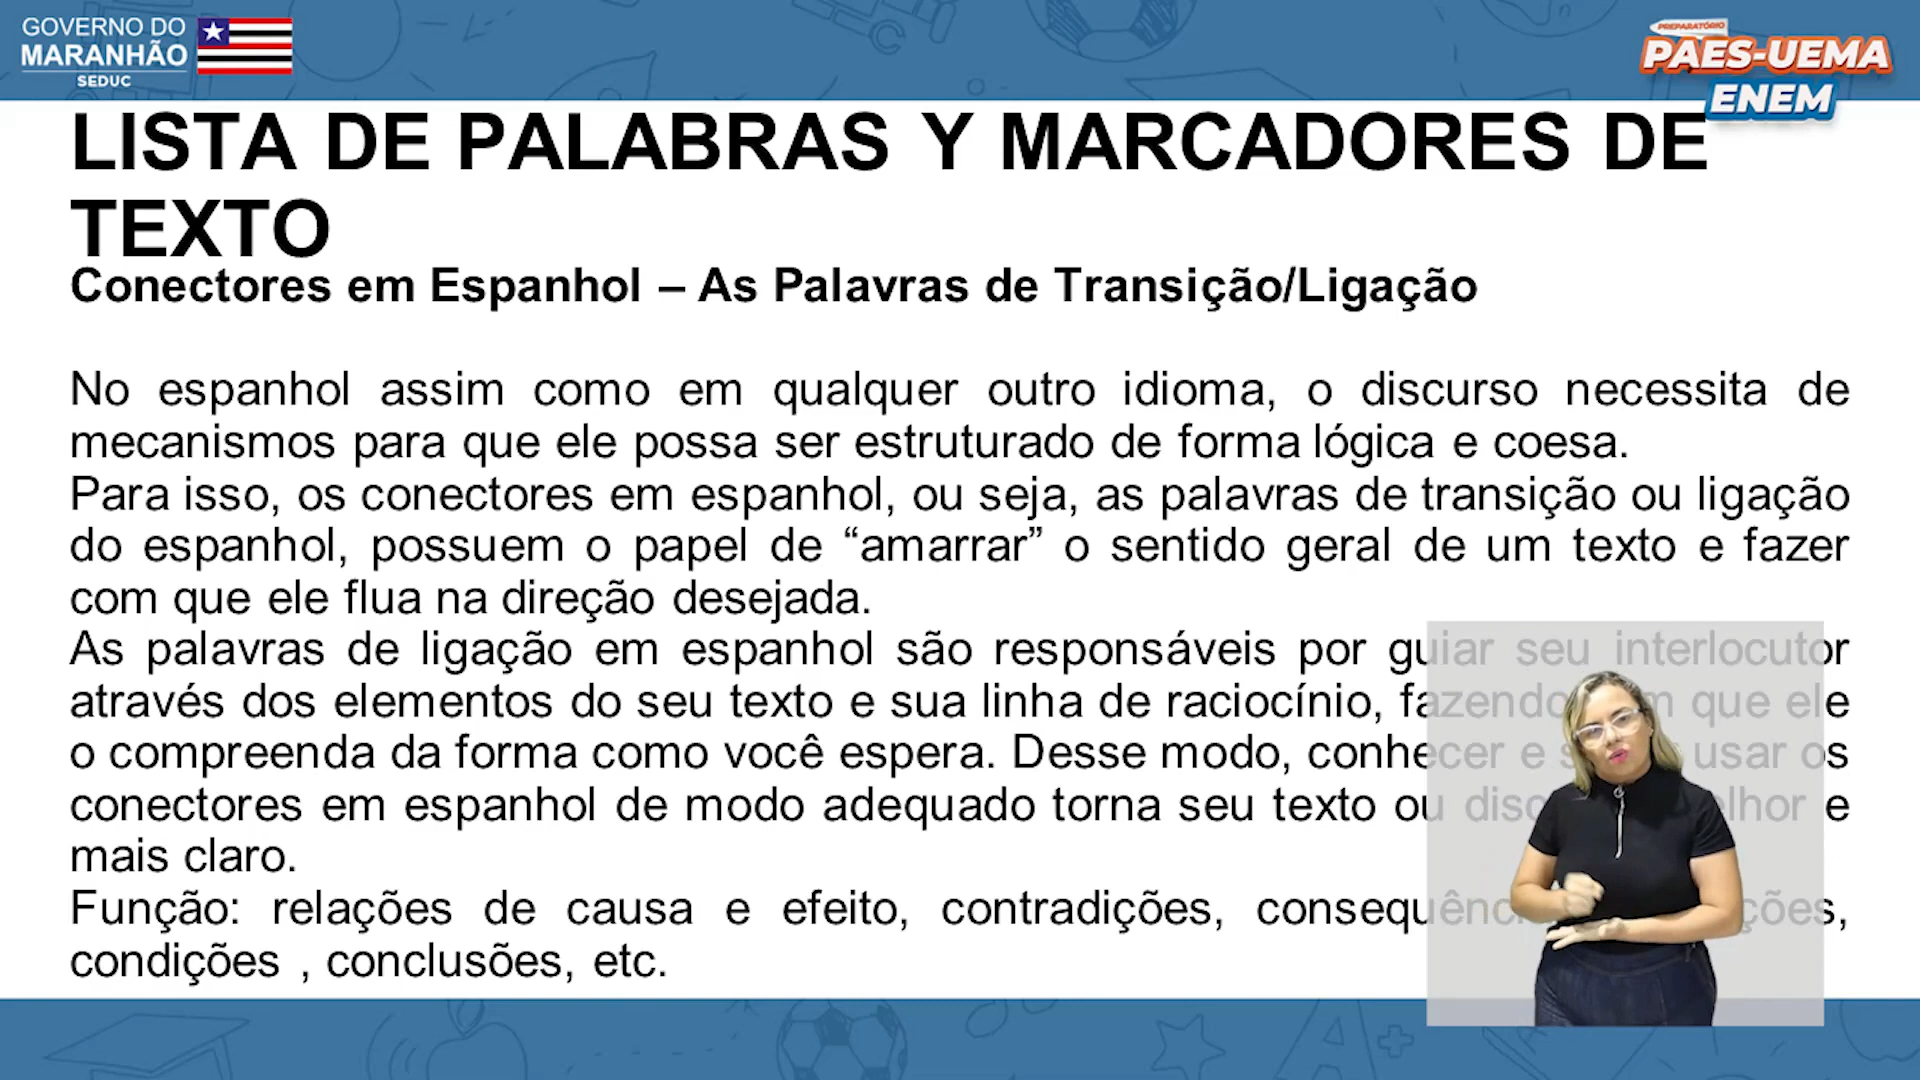 GOVERNO DO
MARANHÃO
SEDUC
PREPARATÓRIO
PAES-UEMA
ENEM
LISTA DE PALABRAS Y MARCADORES DE
TEXTO
Conectores em Espanhol – As Palavras de Transição/Ligação
No espanhol assim como em qualquer outro idioma, o discurso necessita de
mecanismos para que ele possa ser estruturado de forma lógica e coesa.
Para isso, os conectores em espanhol, ou seja, as palavras de transição ou ligação
do espanhol, possuem o papel de “amarrar” o sentido geral de um texto e fazer
com que ele flua na direção desejada.
As palavras de ligação em espanhol são responsáveis por guiar seu interlocutor
através dos elementos do seu texto e sua linha de raciocínio, fazendo que ele
o compreenda da forma como você espera. Desse modo, conhecer e usar os
conectores em espanhol de modo adequado torna seu texto ou e
mais claro.
Função: relações de causa e efeito, contradições,
condições , conclusões, etc.